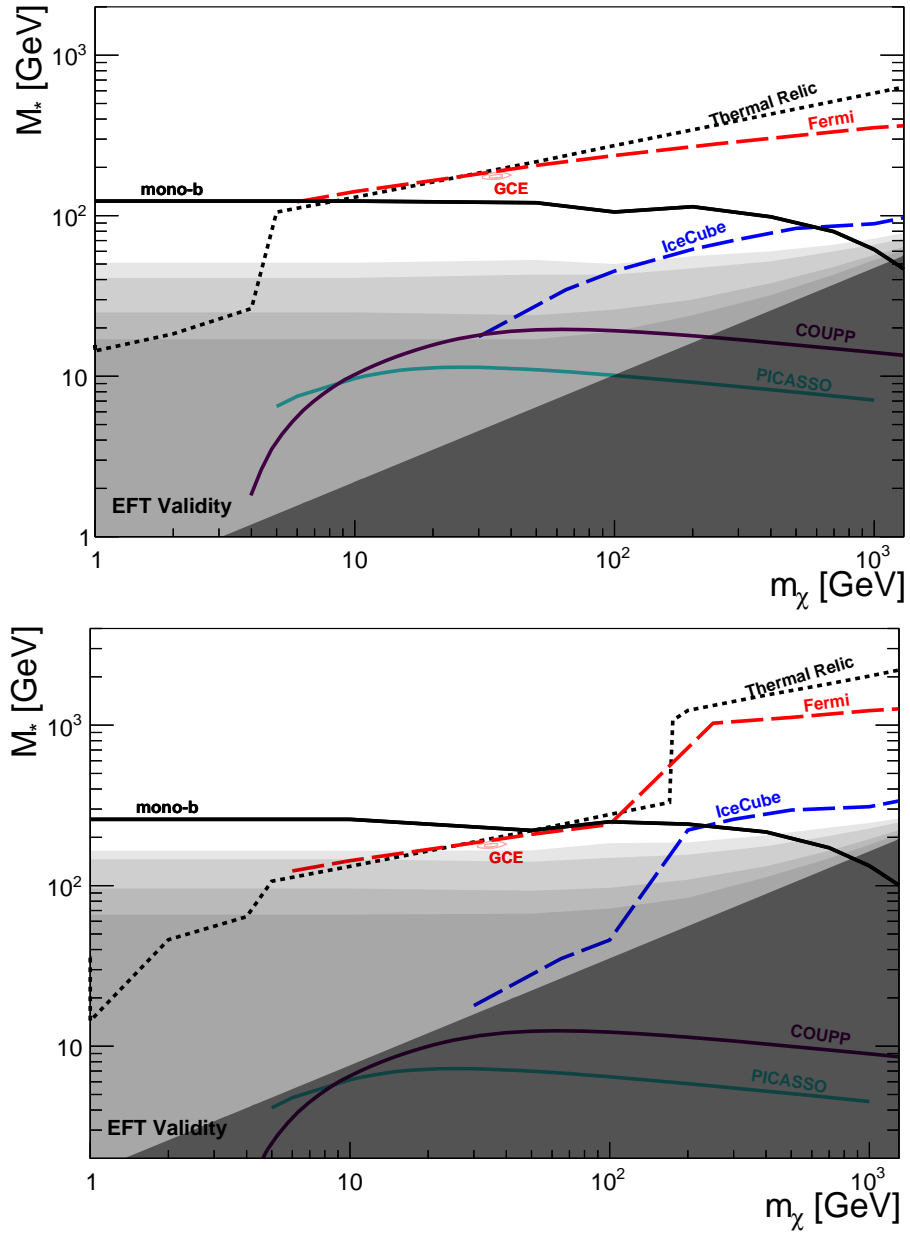 M* [GeV]
10³
Thermal Relic
Fermi
mono-b
GCE
10²
IceCube
COUPP
10
PICASSO
EFT Validity
1
1 10 10² 10³
mχ [GeV]
M* [GeV]
Thermal Relic
10³
Fermi
mono-b
IceCube
GCE
10²
COUPP
10
PICASSO
EFT Validity
1 10 10² 10³
mχ [GeV]